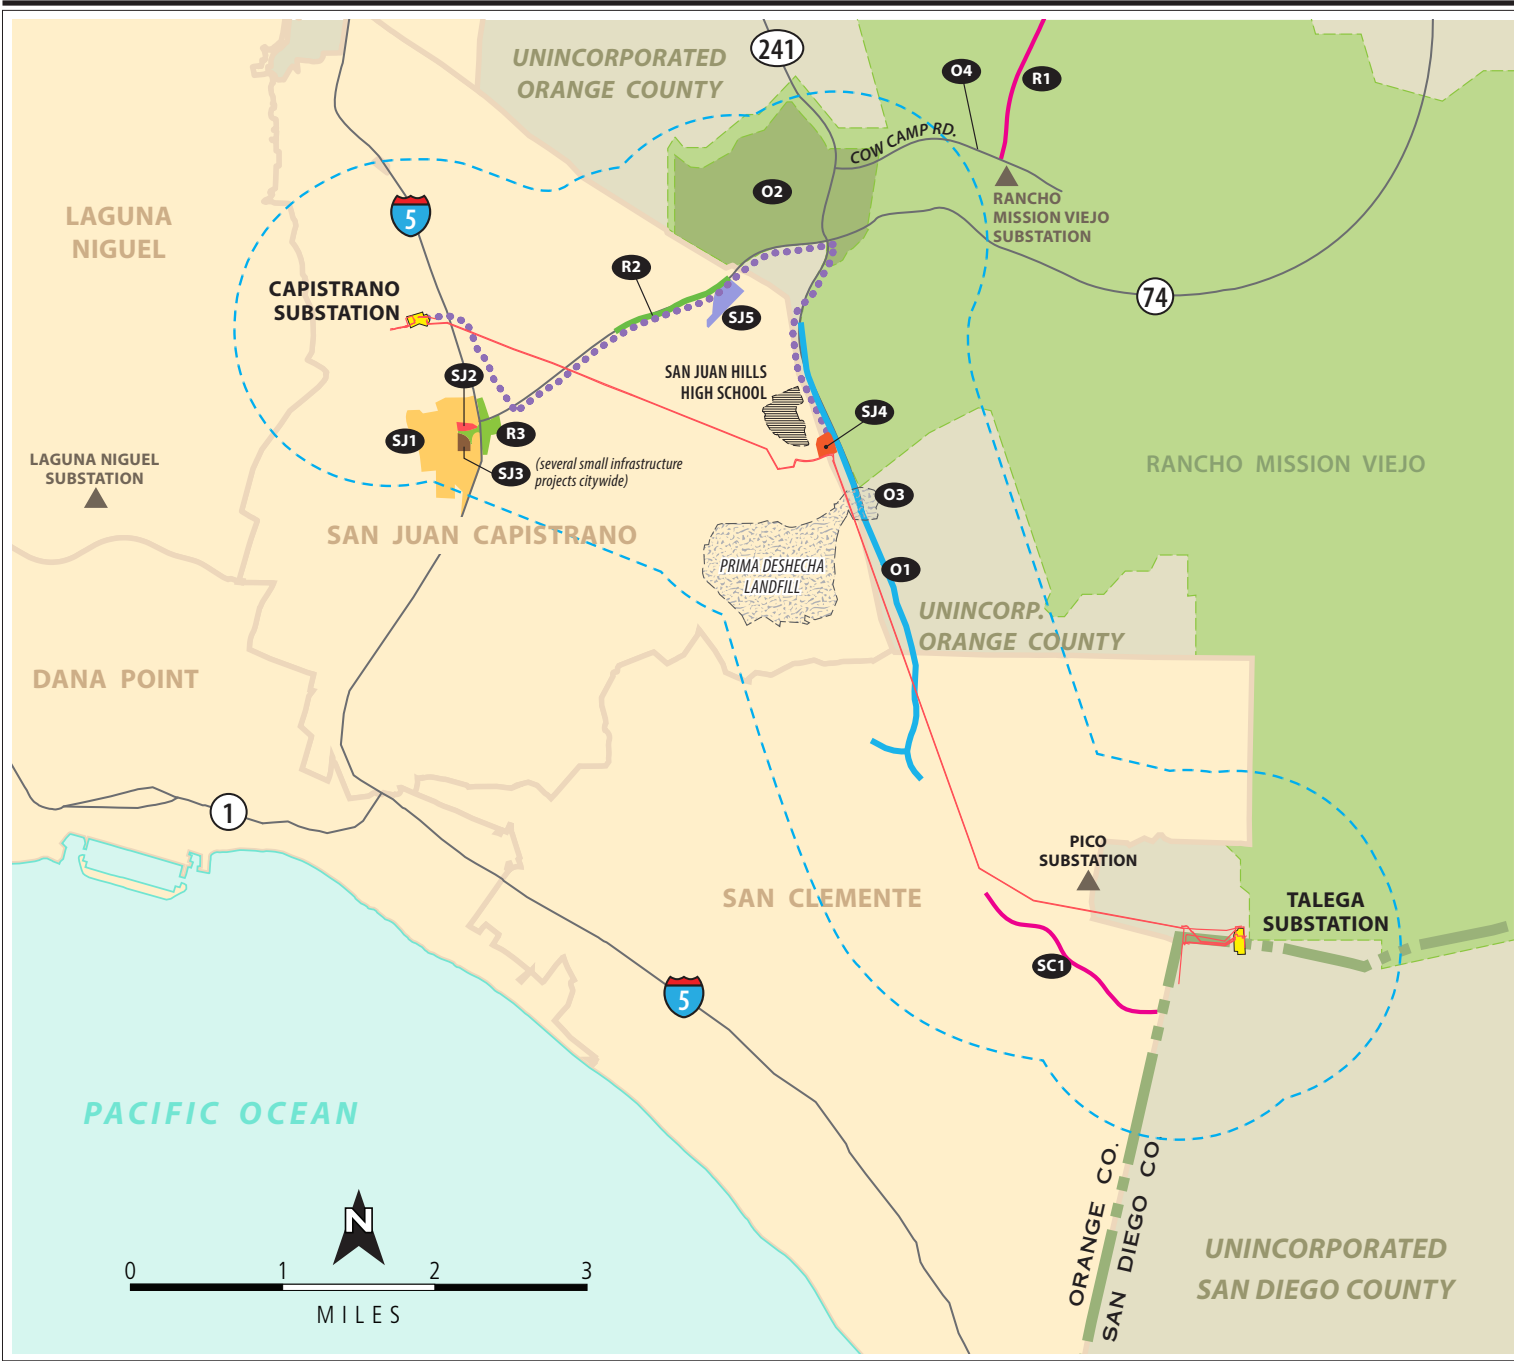 UNINCORPORATED
ORANGE COUNTY
241
O4
R1
COW CAMP RD.
O2
RANCHO
MISSION VIEJO
SUBSTATION
LAGUNA
NIGUEL
5
R2
74
CAPISTRANO
SUBSTATION
SJ5
SAN JUAN HILLS
HIGH SCHOOL
SJ2
SJ4
SJ1
R3
LAGUNA NIGUEL
SUBSTATION
SJ3
(several small infrastructure
projects citywide)
RANCHO MISSION VIEJO
O3
SAN JUAN CAPISTRANO
PRIMA DESHECHA
LANDFILL
O1
UNINCORP.
ORANGE COUNTY
DANA POINT
1
PICO
SUBSTATION
SAN CLEMENTE
TALEGA
SUBSTATION
SC1
5
PACIFIC OCEAN
ORANGE CO.
SAN DIEGO CO.
N
UNINCORPORATED
SAN DIEGO COUNTY
0 1 2 3
MILES